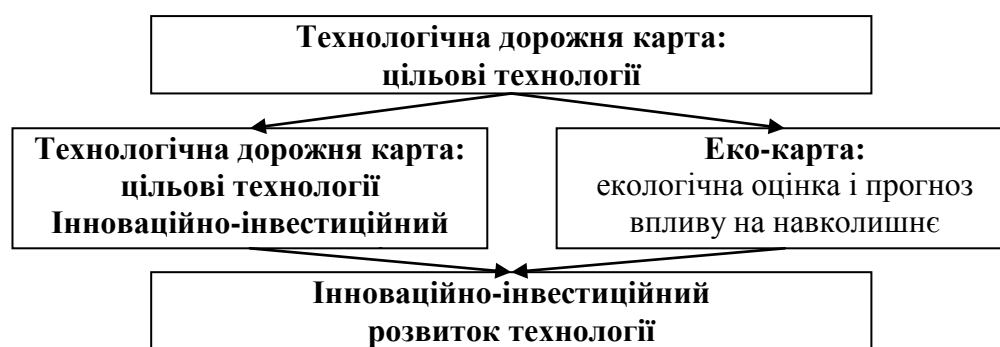 Технологічна дорожня карта:
цільові технології
Технологічна дорожня карта:
цільові технології
Інноваційно-інвестиційний
Еко-карта:
екологічна оцінка і прогноз
впливу на навколишнє
Інноваційно-інвестиційний
розвиток технології